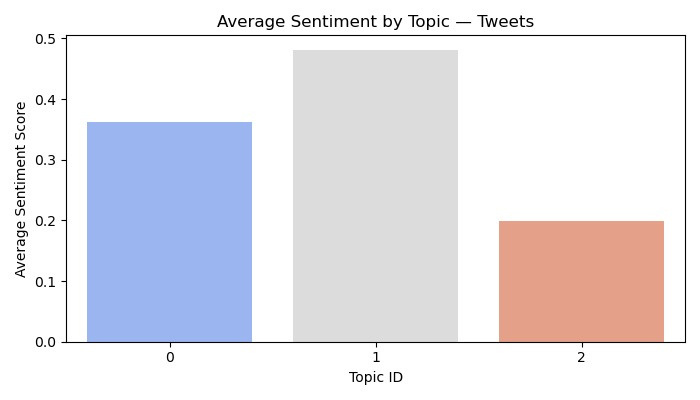 Average Sentiment by Topic — Tweets
Average Sentiment Score
0.5
0.4
0.3
0.2
0.1
0.0
0 1 2
Topic ID